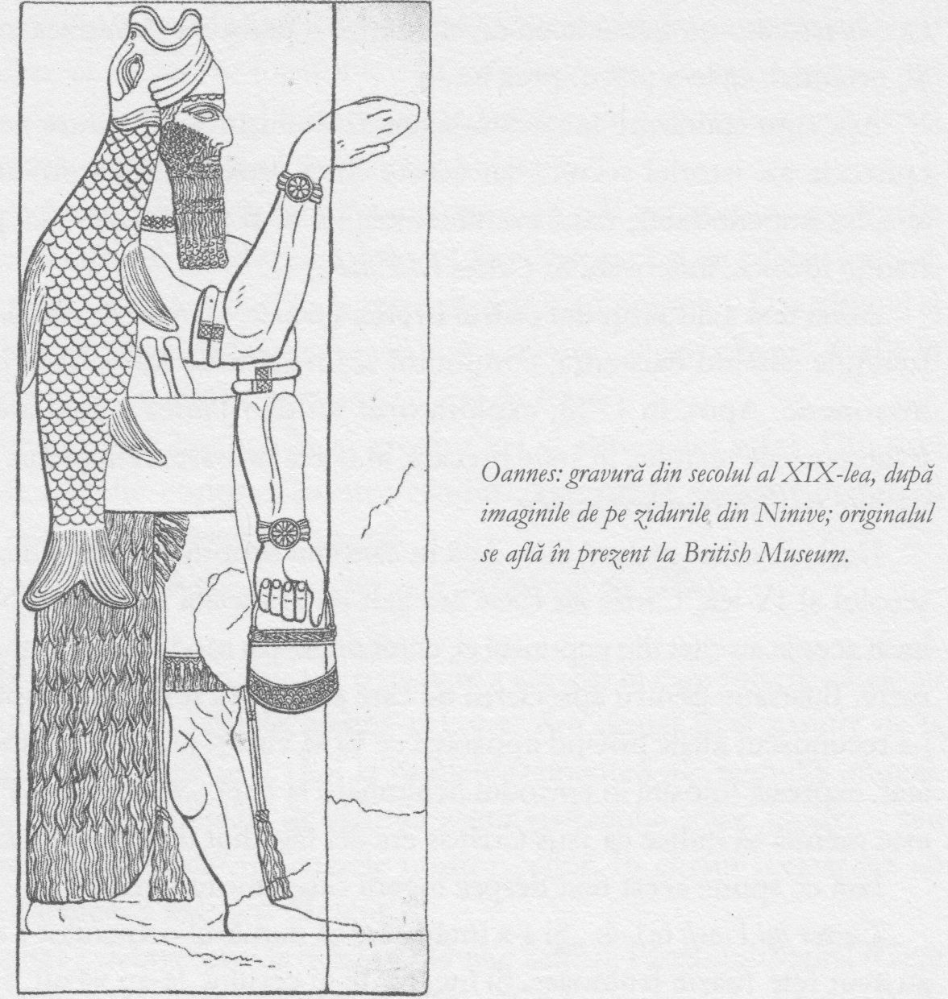 Oannes: gravură din secolul al XIX-lea, după
imaginile de pe zidurile din Ninive; originalul
se află în prezent la British Museum.